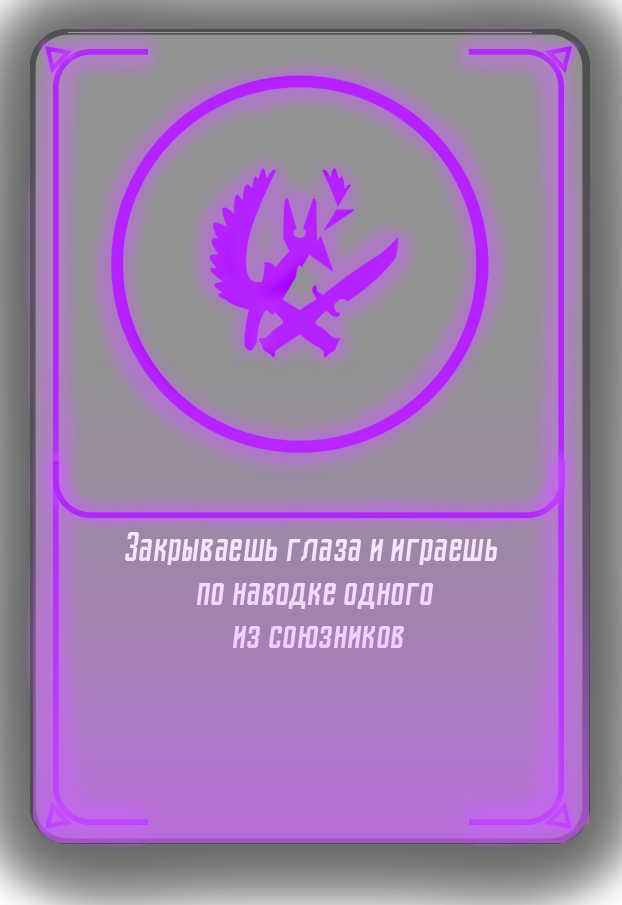 Закрываешь глаза и играешь
по наводке одного
из союзников